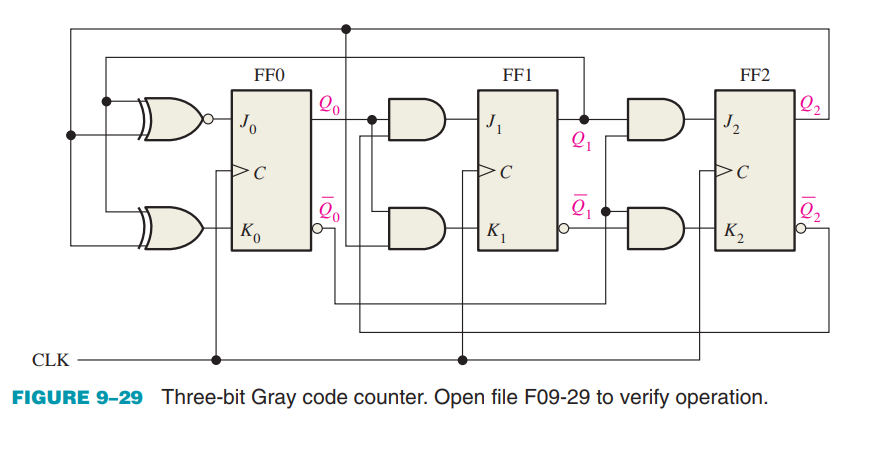 FF0 FF1 FF2
Q0 Q2
J0 J1 J2
Q1
C C C
Q̅0 Q̅1 Q̅2
K0 K1 K2
CLK
FIGURE 9–29 Three-bit Gray code counter. Open file F09-29 to verify operation.